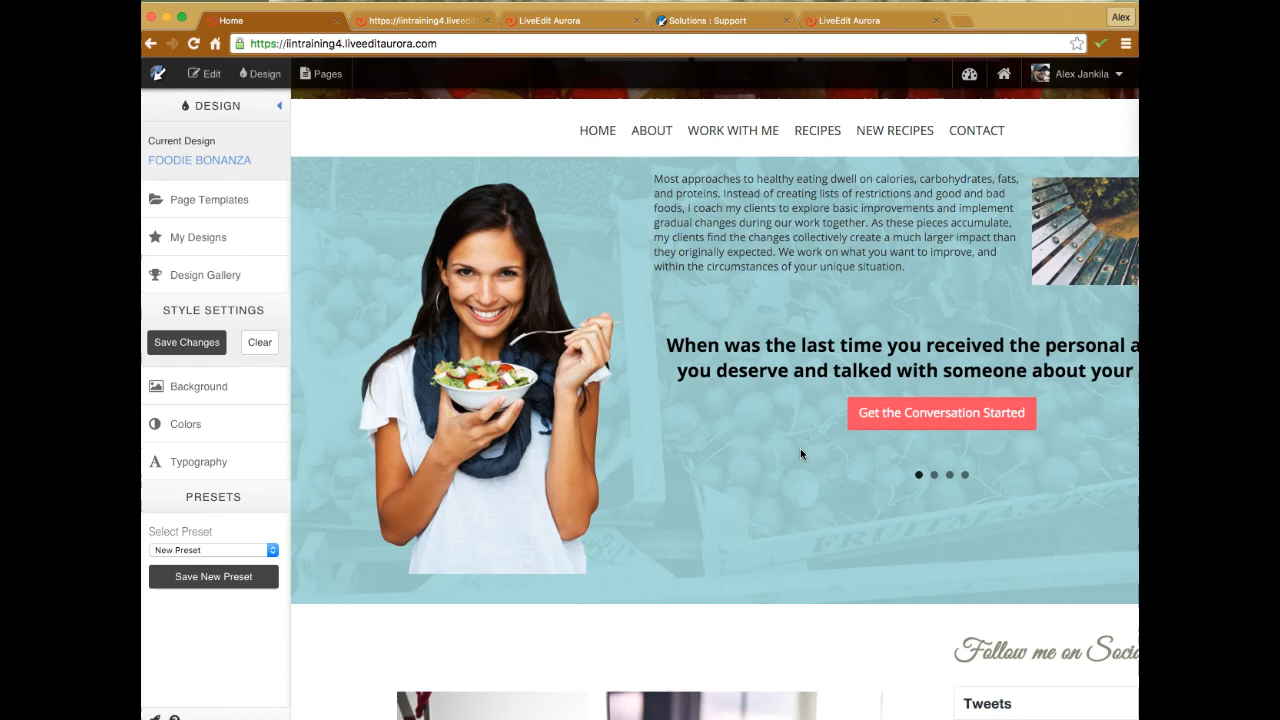 Home
https://iintraining4.liveedit
LiveEdit Aurora
Solutions : Support
LiveEdit Aurora
Alex
https://iintraining4.liveeditaurora.com
Edit
Design
Pages
Alex Jankila
DESIGN
Current Design
FOODIE BONANZA
Page Templates
My Designs
Design Gallery
STYLE SETTINGS
Save Changes
Clear
Background
Colors
Typography
PRESETS
Select Preset
New Preset
Save New Preset
HOME ABOUT WORK WITH ME RECIPES NEW RECIPES CONTACT
Most approaches to healthy eating dwell on calories, carbohydrates, fats,
and proteins. Instead of creating lists of restrictions and good and bad
foods, I coach my clients to explore basic improvements and implement
gradual changes during our work together. As these pieces accumulate,
my clients find the changes collectively create a much larger impact than
they originally expected. We work on what you want to improve, and
within the circumstances of your unique situation.
When was the last time you received the personal a
you deserve and talked with someone about your
Get the Conversation Started
Follow me on Socia
Tweets